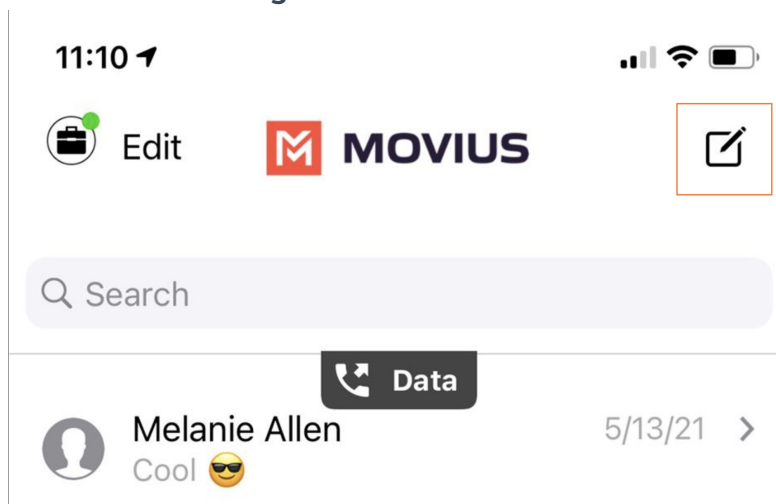 11:10
Edit
MOVIUS
Search
Data
Melanie Allen
5/13/21
Cool 😎